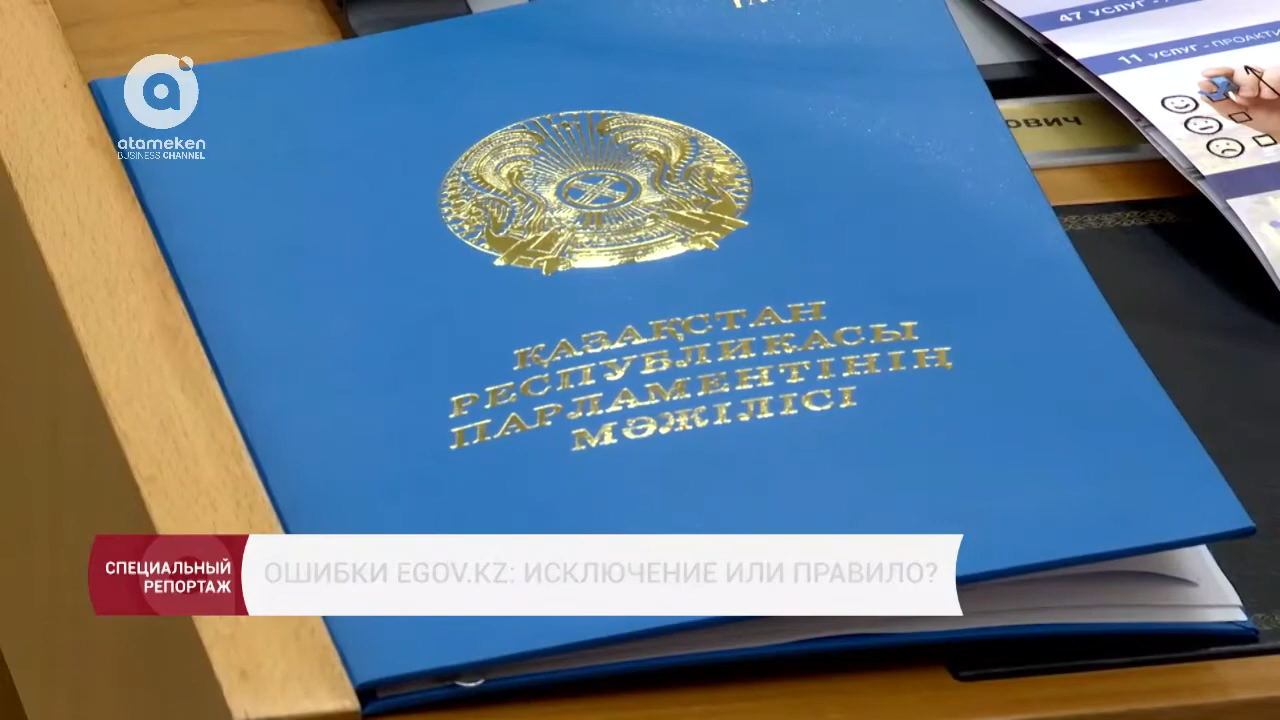 47 УСЛУГ -
11 УСЛУГ - ПРОАКТИ
ОВИЧ
atameken
BUSINESS CHANNEL
ҚАЗАҚСТАН
РЕСПУБЛИКАСЫ
ПАРЛАМЕНТІНІҢ
МӘЖІЛІСІ
СПЕЦИАЛЬНЫЙ
РЕПОРТАЖ
ОШИБКИ EGOV.KZ: ИСКЛЮЧЕНИЕ ИЛИ ПРАВИЛО?